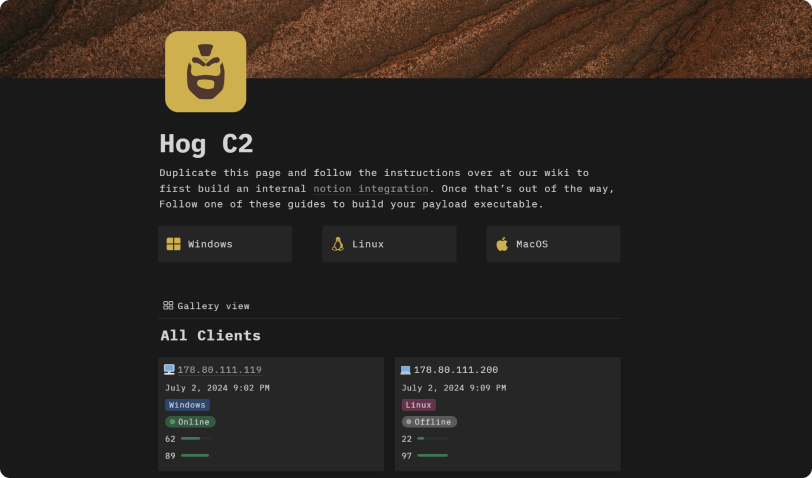 Hog C2
Duplicate this page and follow the instructions over at our wiki to
first build an internal notion integration. Once that’s out of the way,
Follow one of these guides to build your payload executable.
Windows
Linux
MacOS
Gallery view
All Clients
178.80.111.119
July 2, 2024 9:02 PM
Windows
Online
62
89
178.80.111.200
July 2, 2024 9:09 PM
Linux
Offline
22
97